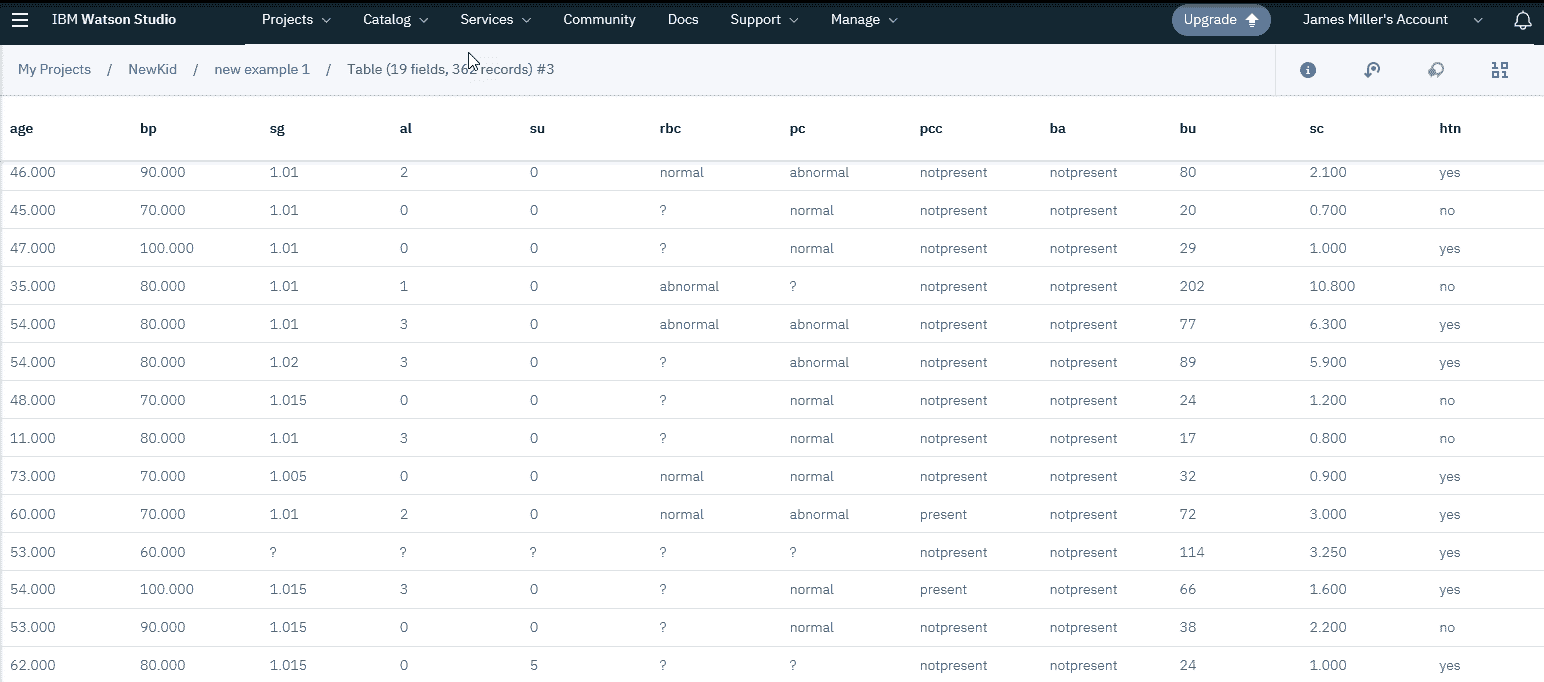 IBM Watson Studio Projects Catalog Services Community Docs Support Manage Upgrade James Miller's Account
My Projects / NewKid / new example 1 / Table (19 fields, 362 records) #3
age bp sg al su rbc pc pcc ba bu sc htn
46.000 90.000 1.01 2 0 normal abnormal notpresent notpresent 80 2.100 yes
45.000 70.000 1.01 0 0 ? normal notpresent notpresent 20 0.700 no
47.000 100.000 1.01 0 0 ? normal notpresent notpresent 29 1.000 yes
35.000 80.000 1.01 1 0 abnormal ? notpresent notpresent 202 10.800 no
54.000 80.000 1.01 3 0 abnormal abnormal notpresent notpresent 77 6.300 yes
54.000 80.000 1.02 3 0 ? abnormal notpresent notpresent 89 5.900 yes
48.000 70.000 1.015 0 0 ? normal notpresent notpresent 24 1.200 no
11.000 80.000 1.01 3 0 ? normal notpresent notpresent 17 0.800 no
73.000 70.000 1.005 0 0 normal normal notpresent notpresent 32 0.900 yes
60.000 70.000 1.01 2 0 normal abnormal present notpresent 72 3.000 yes
53.000 60.000 ? ? ? ? ? notpresent notpresent 114 3.250 yes
54.000 100.000 1.015 3 0 ? normal present notpresent 66 1.600 yes
53.000 90.000 1.015 0 0 ? normal notpresent notpresent 38 2.200 no
62.000 80.000 1.015 0 5 ? ? notpresent notpresent 24 1.000 yes